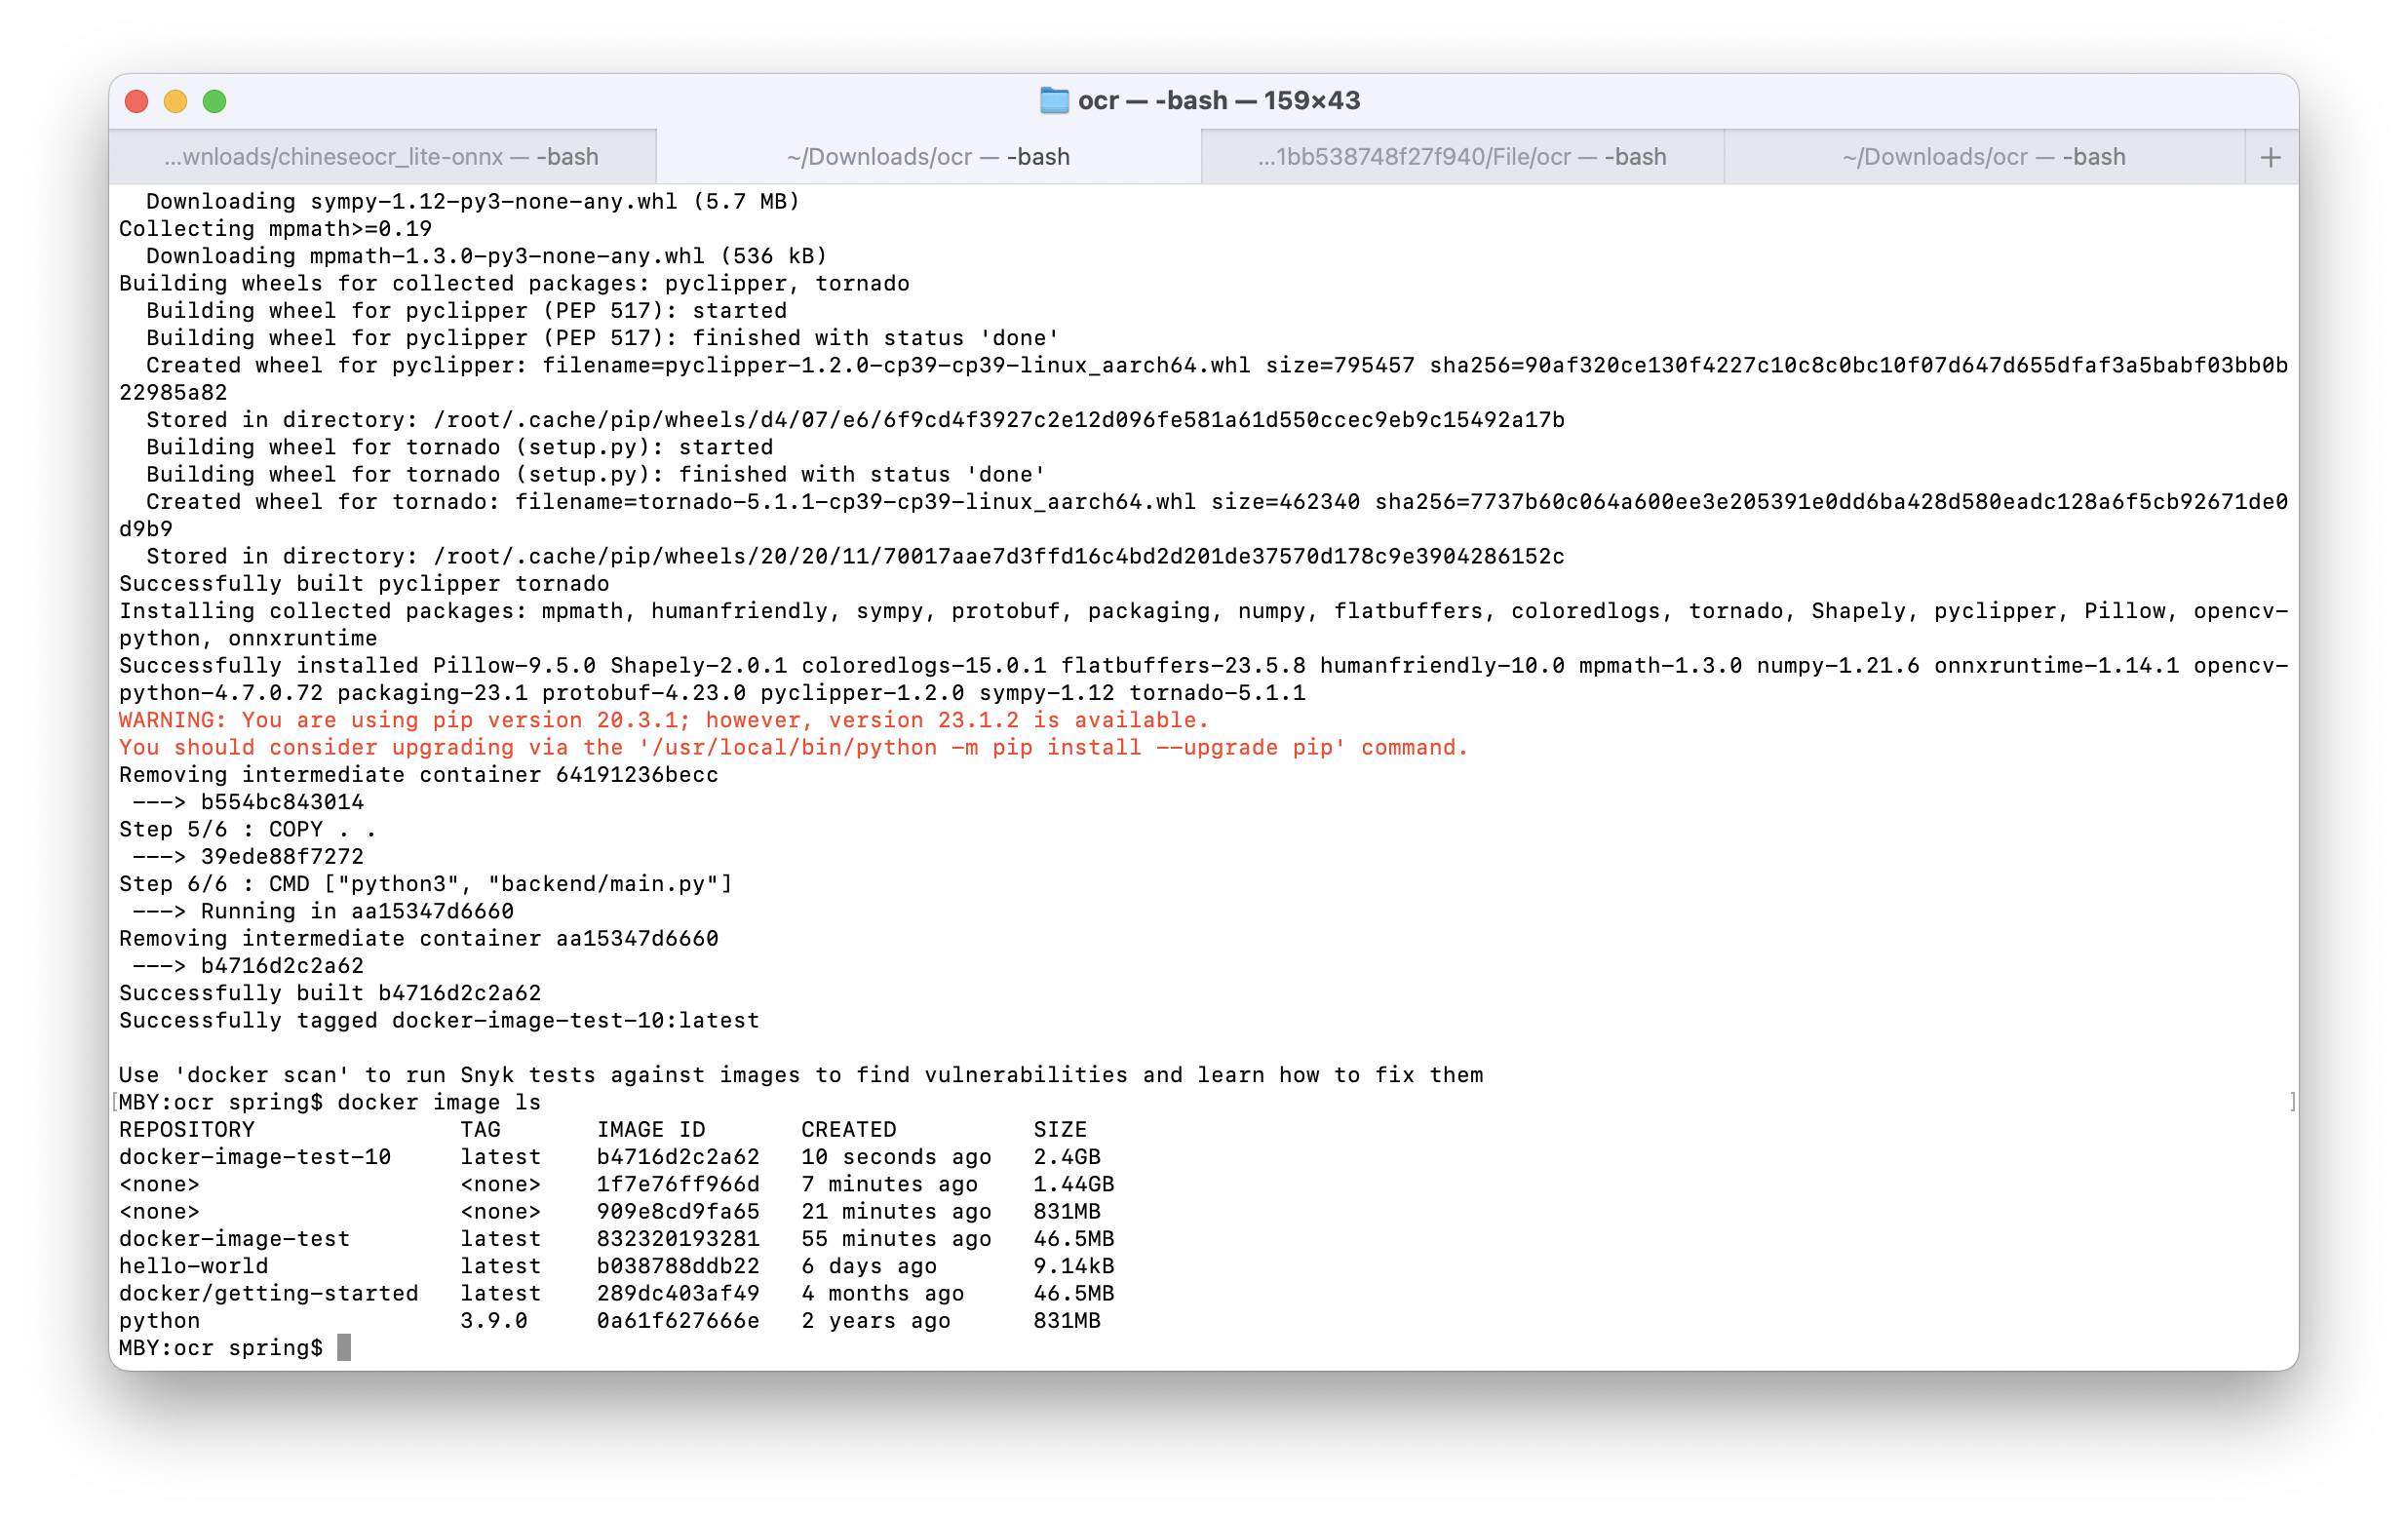 ocr — -bash — 159×43
...wnloads/chineseocr_lite-onnx — -bash ~/Downloads/ocr — -bash ...1bb538748f27f940/File/ocr — -bash ~/Downloads/ocr — -bash +
  Downloading sympy-1.12-py3-none-any.whl (5.7 MB)
Collecting mpmath>=0.19
  Downloading mpmath-1.3.0-py3-none-any.whl (536 kB)
Building wheels for collected packages: pyclipper, tornado
  Building wheel for pyclipper (PEP 517): started
  Building wheel for pyclipper (PEP 517): finished with status 'done'
  Created wheel for pyclipper: filename=pyclipper-1.2.0-cp39-cp39-linux_aarch64.whl size=795457 sha256=90af320ce130f4227c10c8c0bc10f07d647d655dfaf3a5babf03bb0b
22985a82
  Stored in directory: /root/.cache/pip/wheels/d4/07/e6/6f9cd4f3927c2e12d096fe581a61d550ccec9eb9c15492a17b
  Building wheel for tornado (setup.py): started
  Building wheel for tornado (setup.py): finished with status 'done'
  Created wheel for tornado: filename=tornado-5.1.1-cp39-cp39-linux_aarch64.whl size=462340 sha256=7737b60c064a600ee3e205391e0dd6ba428d580eadc128a6f5cb92671de0
d9b9
  Stored in directory: /root/.cache/pip/wheels/20/20/11/70017aae7d3ffd16c4bd2d201de37570d178c9e3904286152c
Successfully built pyclipper tornado
Installing collected packages: mpmath, humanfriendly, sympy, protobuf, packaging, numpy, flatbuffers, coloredlogs, tornado, Shapely, pyclipper, Pillow, opencv-
python, onnxruntime
Successfully installed Pillow-9.5.0 Shapely-2.0.1 coloredlogs-15.0.1 flatbuffers-23.5.8 humanfriendly-10.0 mpmath-1.3.0 numpy-1.21.6 onnxruntime-1.14.1 opencv-
python-4.7.0.72 packaging-23.1 protobuf-4.23.0 pyclipper-1.2.0 sympy-1.12 tornado-5.1.1
WARNING: You are using pip version 20.3.1; however, version 23.1.2 is available.
You should consider upgrading via the '/usr/local/bin/python -m pip install --upgrade pip' command.
Removing intermediate container 64191236becc
 ---> b554bc843014
Step 5/6 : COPY . .
 ---> 39ede88f7272
Step 6/6 : CMD ["python3", "backend/main.py"]
 ---> Running in aa15347d6660
Removing intermediate container aa15347d6660
 ---> b4716d2c2a62
Successfully built b4716d2c2a62
Successfully tagged docker-image-test-10:latest

Use 'docker scan' to run Snyk tests against images to find vulnerabilities and learn how to fix them
[MBY:ocr spring$ docker image ls ]
REPOSITORY               TAG       IMAGE ID       CREATED          SIZE
docker-image-test-10     latest    b4716d2c2a62   10 seconds ago   2.4GB
<none>                   <none>    1f7e76ff966d   7 minutes ago    1.44GB
<none>                   <none>    909e8cd9fa65   21 minutes ago   831MB
docker-image-test        latest    832320193281   55 minutes ago   46.5MB
hello-world              latest    b038788ddb22   6 days ago       9.14kB
docker/getting-started   latest    289dc403af49   4 months ago     46.5MB
python                   3.9.0     0a61f627666e   2 years ago      831MB
MBY:ocr spring$